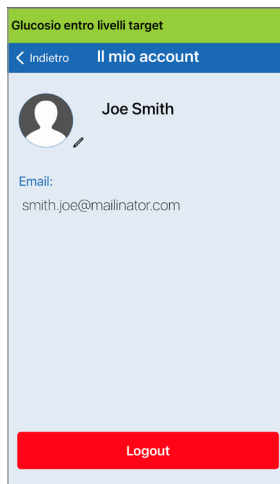 Glucosio entro livelli target
Indietro Il mio account
Joe Smith
Email:
smith.joe@mailinator.com
Logout